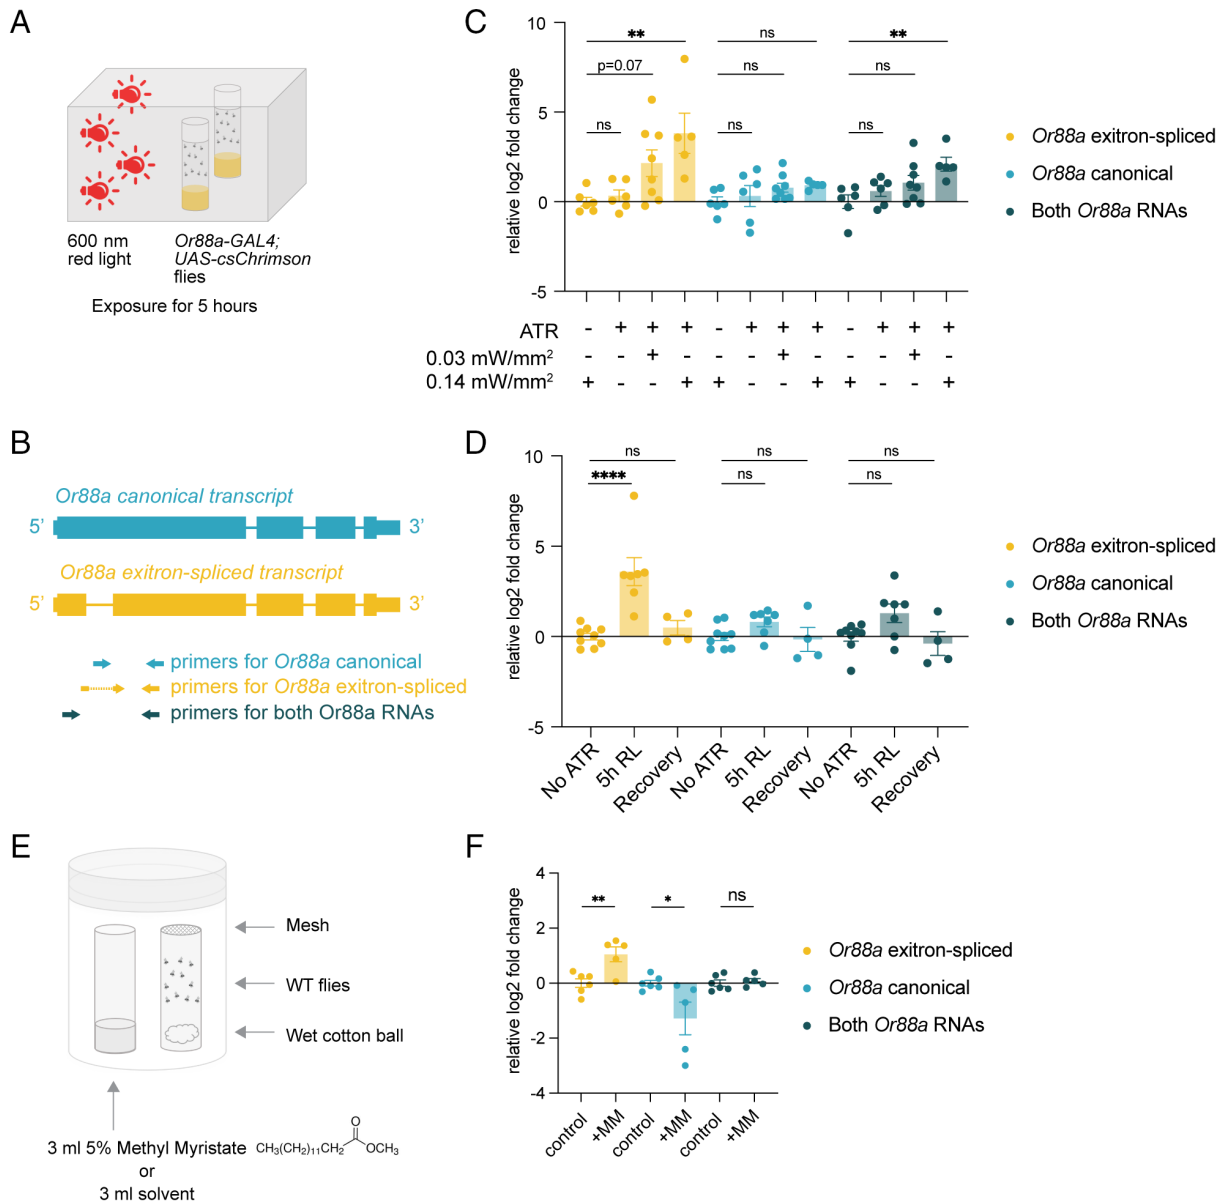 A
600 nm
red light
Or88a-GAL4;
UAS-csChrimson
flies
Exposure for 5 hours
B
Or88a canonical transcript
5’ 3’
Or88a exitron-spliced transcript
5’ 3’
primers for Or88a canonical
primers for Or88a exitron-spliced
primers for both Or88a RNAs
C
relative log2 fold change
10
5
0
-5
** ns **
p=0.07 ns ns
ns ns ns
Or88a exitron-spliced
Or88a canonical
Both Or88a RNAs
ATR - + + + - + + + - + + +
0.03 mW/mm² - - + - - - + - - - + -
0.14 mW/mm² + - - + + - - + + - - +
D
relative log2 fold change
10
5
0
-5
ns ns ns
**** ns ns
No ATR
5h RL
Recovery
No ATR
5h RL
Recovery
No ATR
5h RL
Recovery
Or88a exitron-spliced
Or88a canonical
Both Or88a RNAs
E
Mesh
WT flies
Wet cotton ball
3 ml 5% Methyl Myristate
CH₃(CH₂)₁₁CH₂
O
OCH₃
or
3 ml solvent
F
relative log2 fold change
4
2
0
-2
-4
** * ns
control
+MM
control
+MM
control
+MM
Or88a exitron-spliced
Or88a canonical
Both Or88a RNAs